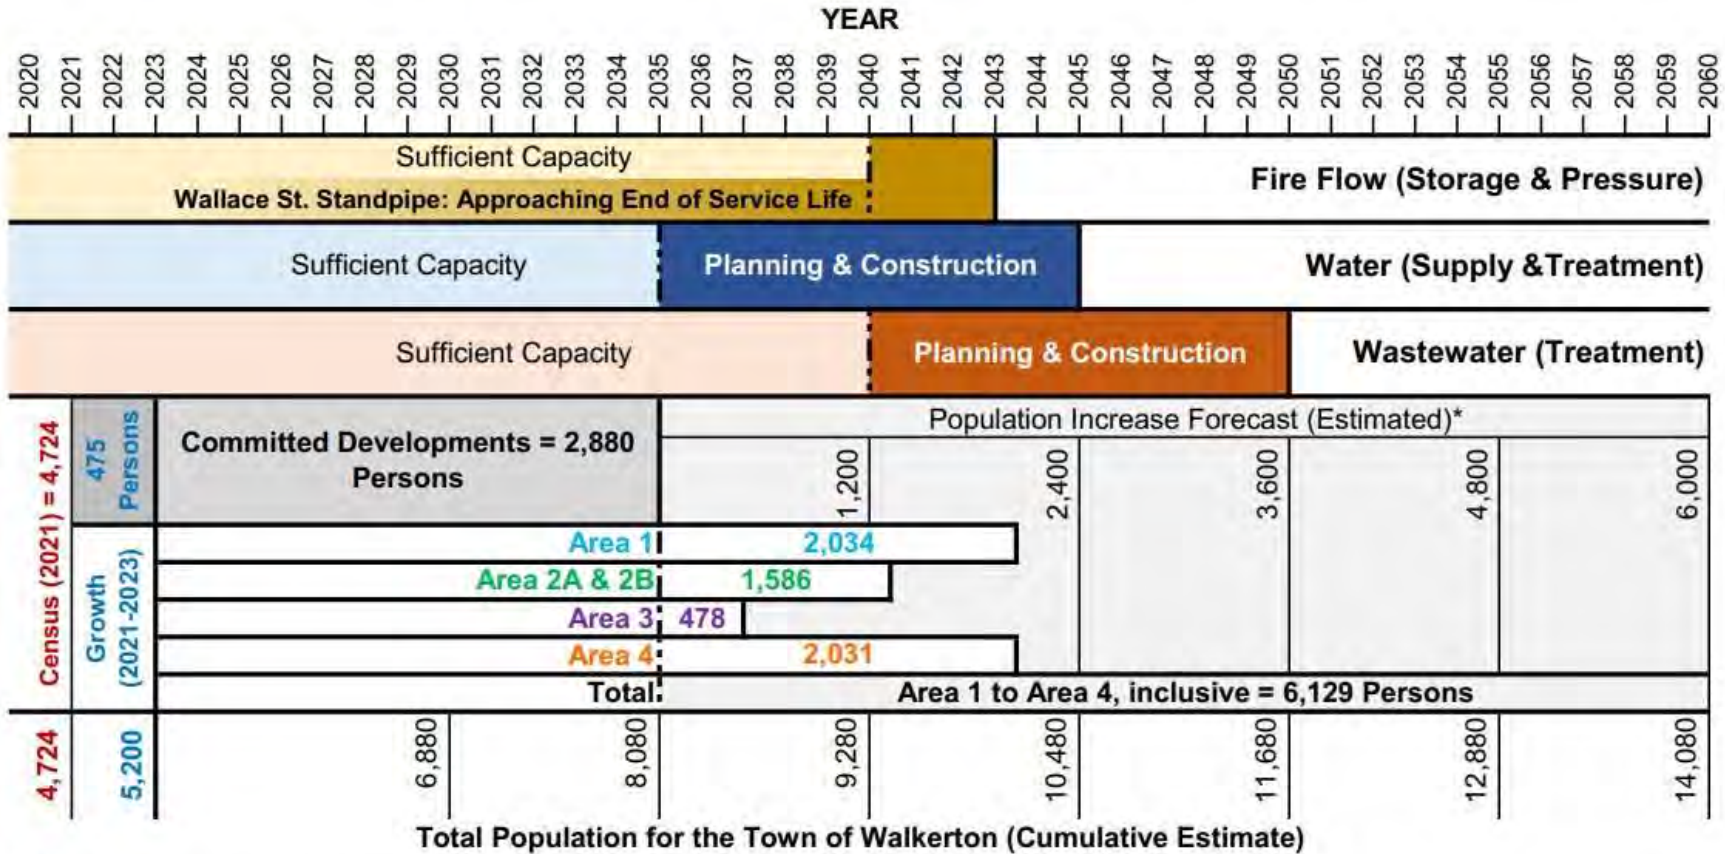 YEAR
2020 2021 2022 2023 2024 2025 2026 2027 2028 2029 2030 2031 2032 2033 2034 2035 2036 2037 2038 2039 2040 2041 2042 2043 2044 2045 2046 2047 2048 2049 2050 2051 2052 2053 2054 2055 2056 2057 2058 2059 2060
Sufficient Capacity
Wallace St. Standpipe: Approaching End of Service Life
Fire Flow (Storage & Pressure)
Sufficient Capacity
Planning & Construction
Water (Supply &Treatment)
Sufficient Capacity
Planning & Construction
Wastewater (Treatment)
Census (2021) = 4,724
475
Persons
Committed Developments = 2,880
Persons
Population Increase Forecast (Estimated)*
1,200 2,400 3,600 4,800 6,000
Growth
(2021-2023)
Area 1 2,034
Area 2A & 2B 1,586
Area 3 478
Area 4 2,031
Total Area 1 to Area 4, inclusive = 6,129 Persons
4,724 5,200 6,880 8,080 9,280 10,480 11,680 12,880 14,080
Total Population for the Town of Walkerton (Cumulative Estimate)